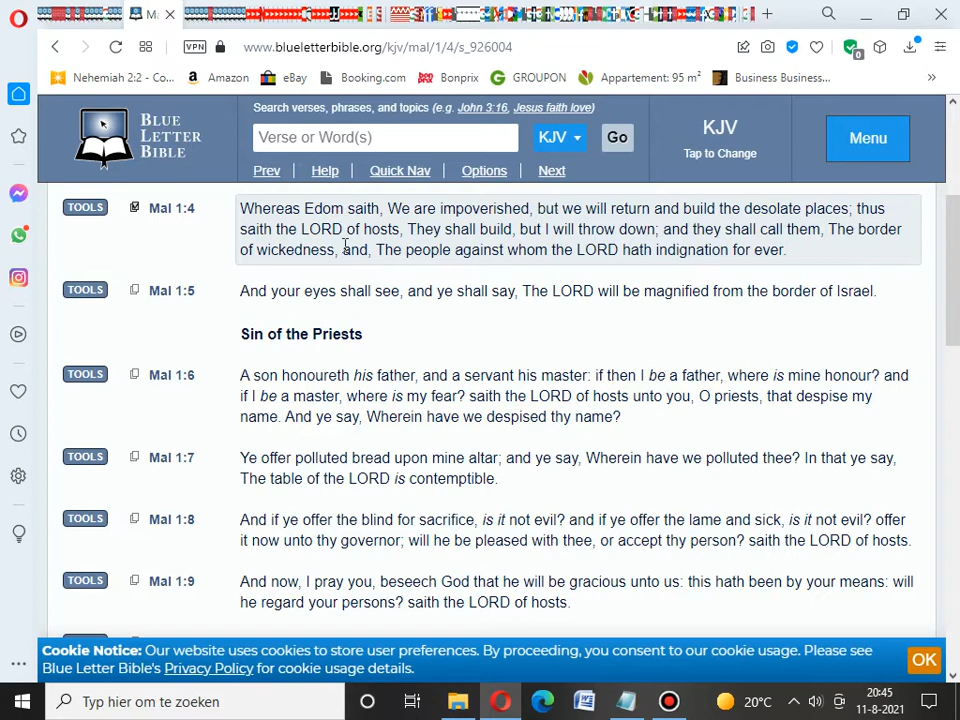 Ma
VPN
www.blueletterbible.org/kjv/mal/1/4/s_926004
0
Nehemiah 2:2 - Co...
Amazon
eBay
Booking.com
bon prix
Bonprix
GROUPON
Appartement: 95 m²
Business Business...
»
BLUE
LETTER
BIBLE
Search verses, phrases, and topics (e.g. John 3:16, Jesus faith love)
Verse or Word(s)
KJV
Go
KJV
Tap to Change
Menu
Prev
Help
Quick Nav
Options
Next
TOOLS
Mal 1:4
Whereas Edom saith, We are impoverished, but we will return and build the desolate places; thus
saith the LORD of hosts, They shall build, but I will throw down; and they shall call them, The border
of wickedness, and, The people against whom the LORD hath indignation for ever.
TOOLS
Mal 1:5
And your eyes shall see, and ye shall say, The LORD will be magnified from the border of Israel.
Sin of the Priests
TOOLS
Mal 1:6
A son honoureth his father, and a servant his master: if then I be a father, where is mine honour? and
if I be a master, where is my fear? saith the LORD of hosts unto you, O priests, that despise my
name. And ye say, Wherein have we despised thy name?
TOOLS
Mal 1:7
Ye offer polluted bread upon mine altar; and ye say, Wherein have we polluted thee? In that ye say,
The table of the LORD is contemptible.
TOOLS
Mal 1:8
And if ye offer the blind for sacrifice, is it not evil? and if ye offer the lame and sick, is it not evil? offer
it now unto thy governor; will he be pleased with thee, or accept thy person? saith the LORD of hosts.
TOOLS
Mal 1:9
And now, I pray you, beseech God that he will be gracious unto us: this hath been by your means: will
he regard your persons? saith the LORD of hosts.
Cookie Notice: Our website uses cookies to store user preferences. By proceeding, you consent to our cookie usage. Please see
Blue Letter Bible's Privacy Policy for cookie usage details.
OK
Typ hier om te zoeken
20°C
20:45
11-8-2021